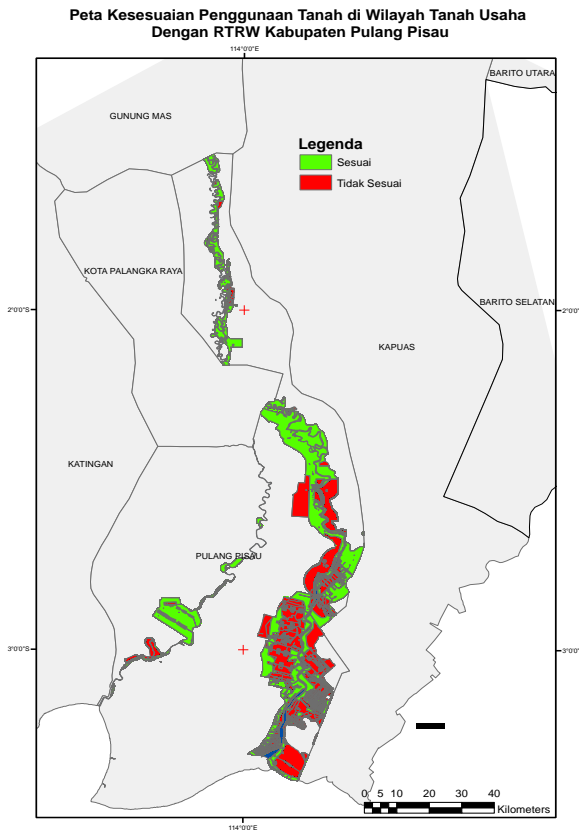 Peta Kesesuaian Penggunaan Tanah di Wilayah Tanah Usaha
Dengan RTRW Kabupaten Pulang Pisau
114°0'0"E
BARITO UTARA
GUNUNG MAS
Legenda
Sesuai
Tidak Sesuai
KOTA PALANGKA RAYA
2°0'0"S
BARITO SELATAN
2°0'0"
KAPUAS
KATINGAN
PULANG PISAU
3°0'0"S
3°0'0"
0 5 10 20 30 40
Kilometers
114°0'0"E